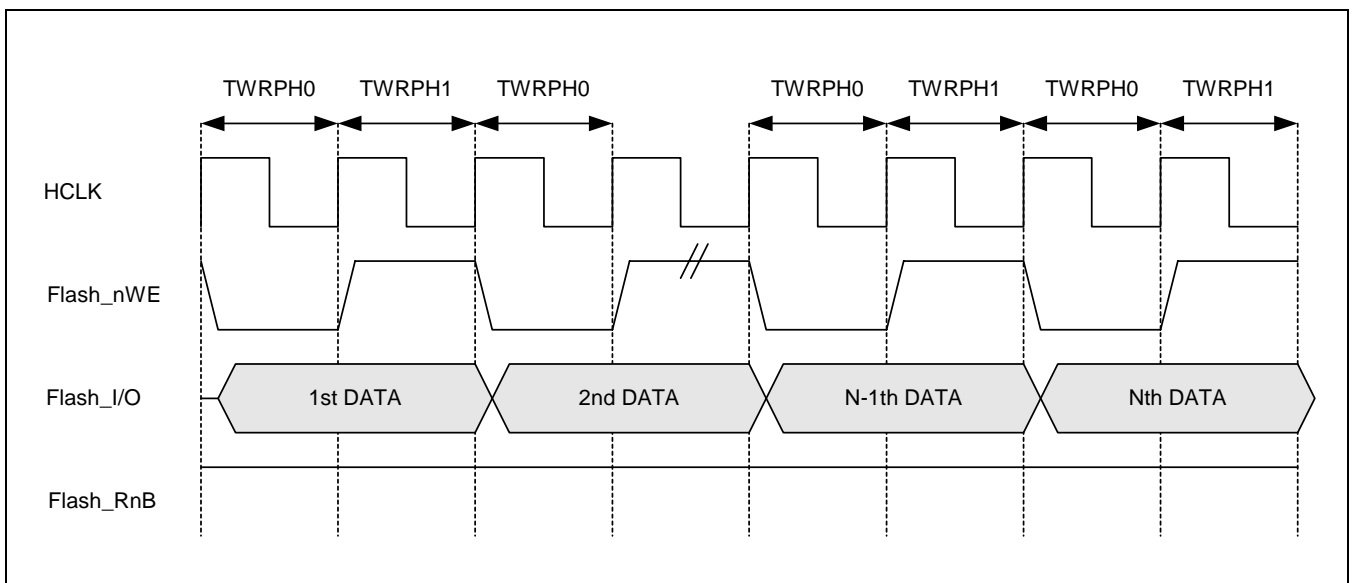 TWRPH0 TWRPH1 TWRPH0 TWRPH0 TWRPH1 TWRPH0 TWRPH1
HCLK
Flash_nWE
Flash_I/O 1st DATA 2nd DATA N-1th DATA Nth DATA
Flash_RnB